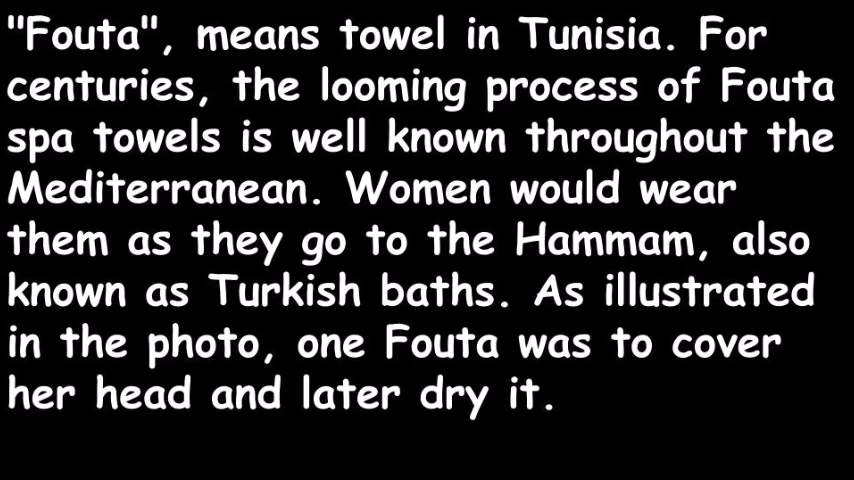 "Fouta", means towel in Tunisia. For
centuries, the looming process of Fouta
spa towels is well known throughout the
Mediterranean. Women would wear
them as they go to the Hammam, also
known as Turkish baths. As illustrated
in the photo, one Fouta was to cover
her head and later dry it.